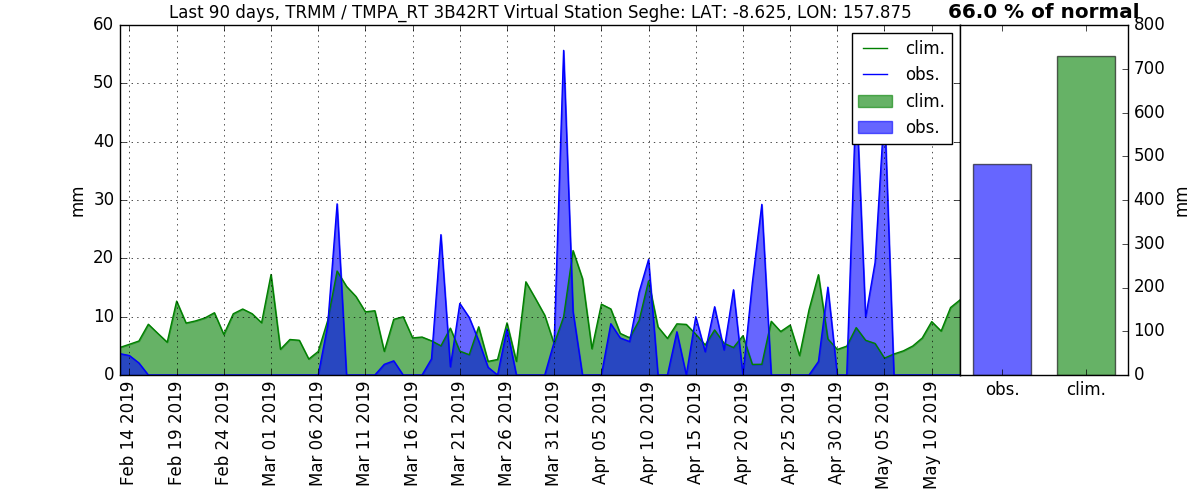 Last 90 days, TRMM / TMPA_RT 3B42RT Virtual Station Seghe: LAT: -8.625, LON: 157.875
66.0 % of normal
60
50
40
30
20
10
0
mm
clim.
obs.
clim.
obs.
Feb 14 2019
Feb 19 2019
Feb 24 2019
Mar 01 2019
Mar 06 2019
Mar 11 2019
Mar 16 2019
Mar 21 2019
Mar 26 2019
Mar 31 2019
Apr 05 2019
Apr 10 2019
Apr 15 2019
Apr 20 2019
Apr 25 2019
Apr 30 2019
May 05 2019
May 10 2019
800
700
600
500
400
300
200
100
0
mm
obs.
clim.